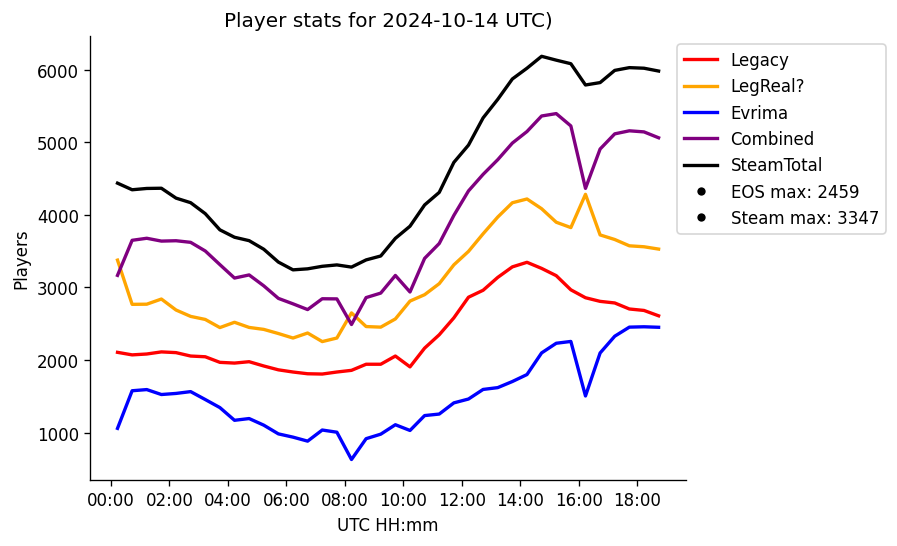 Player stats for 2024-10-14 UTC)
Legacy
LegReal?
Evrima
Combined
SteamTotal
EOS max: 2459
Steam max: 3347
Players
6000
5000
4000
3000
2000
1000
00:00 02:00 04:00 06:00 08:00 10:00 12:00 14:00 16:00 18:00
UTC HH:mm